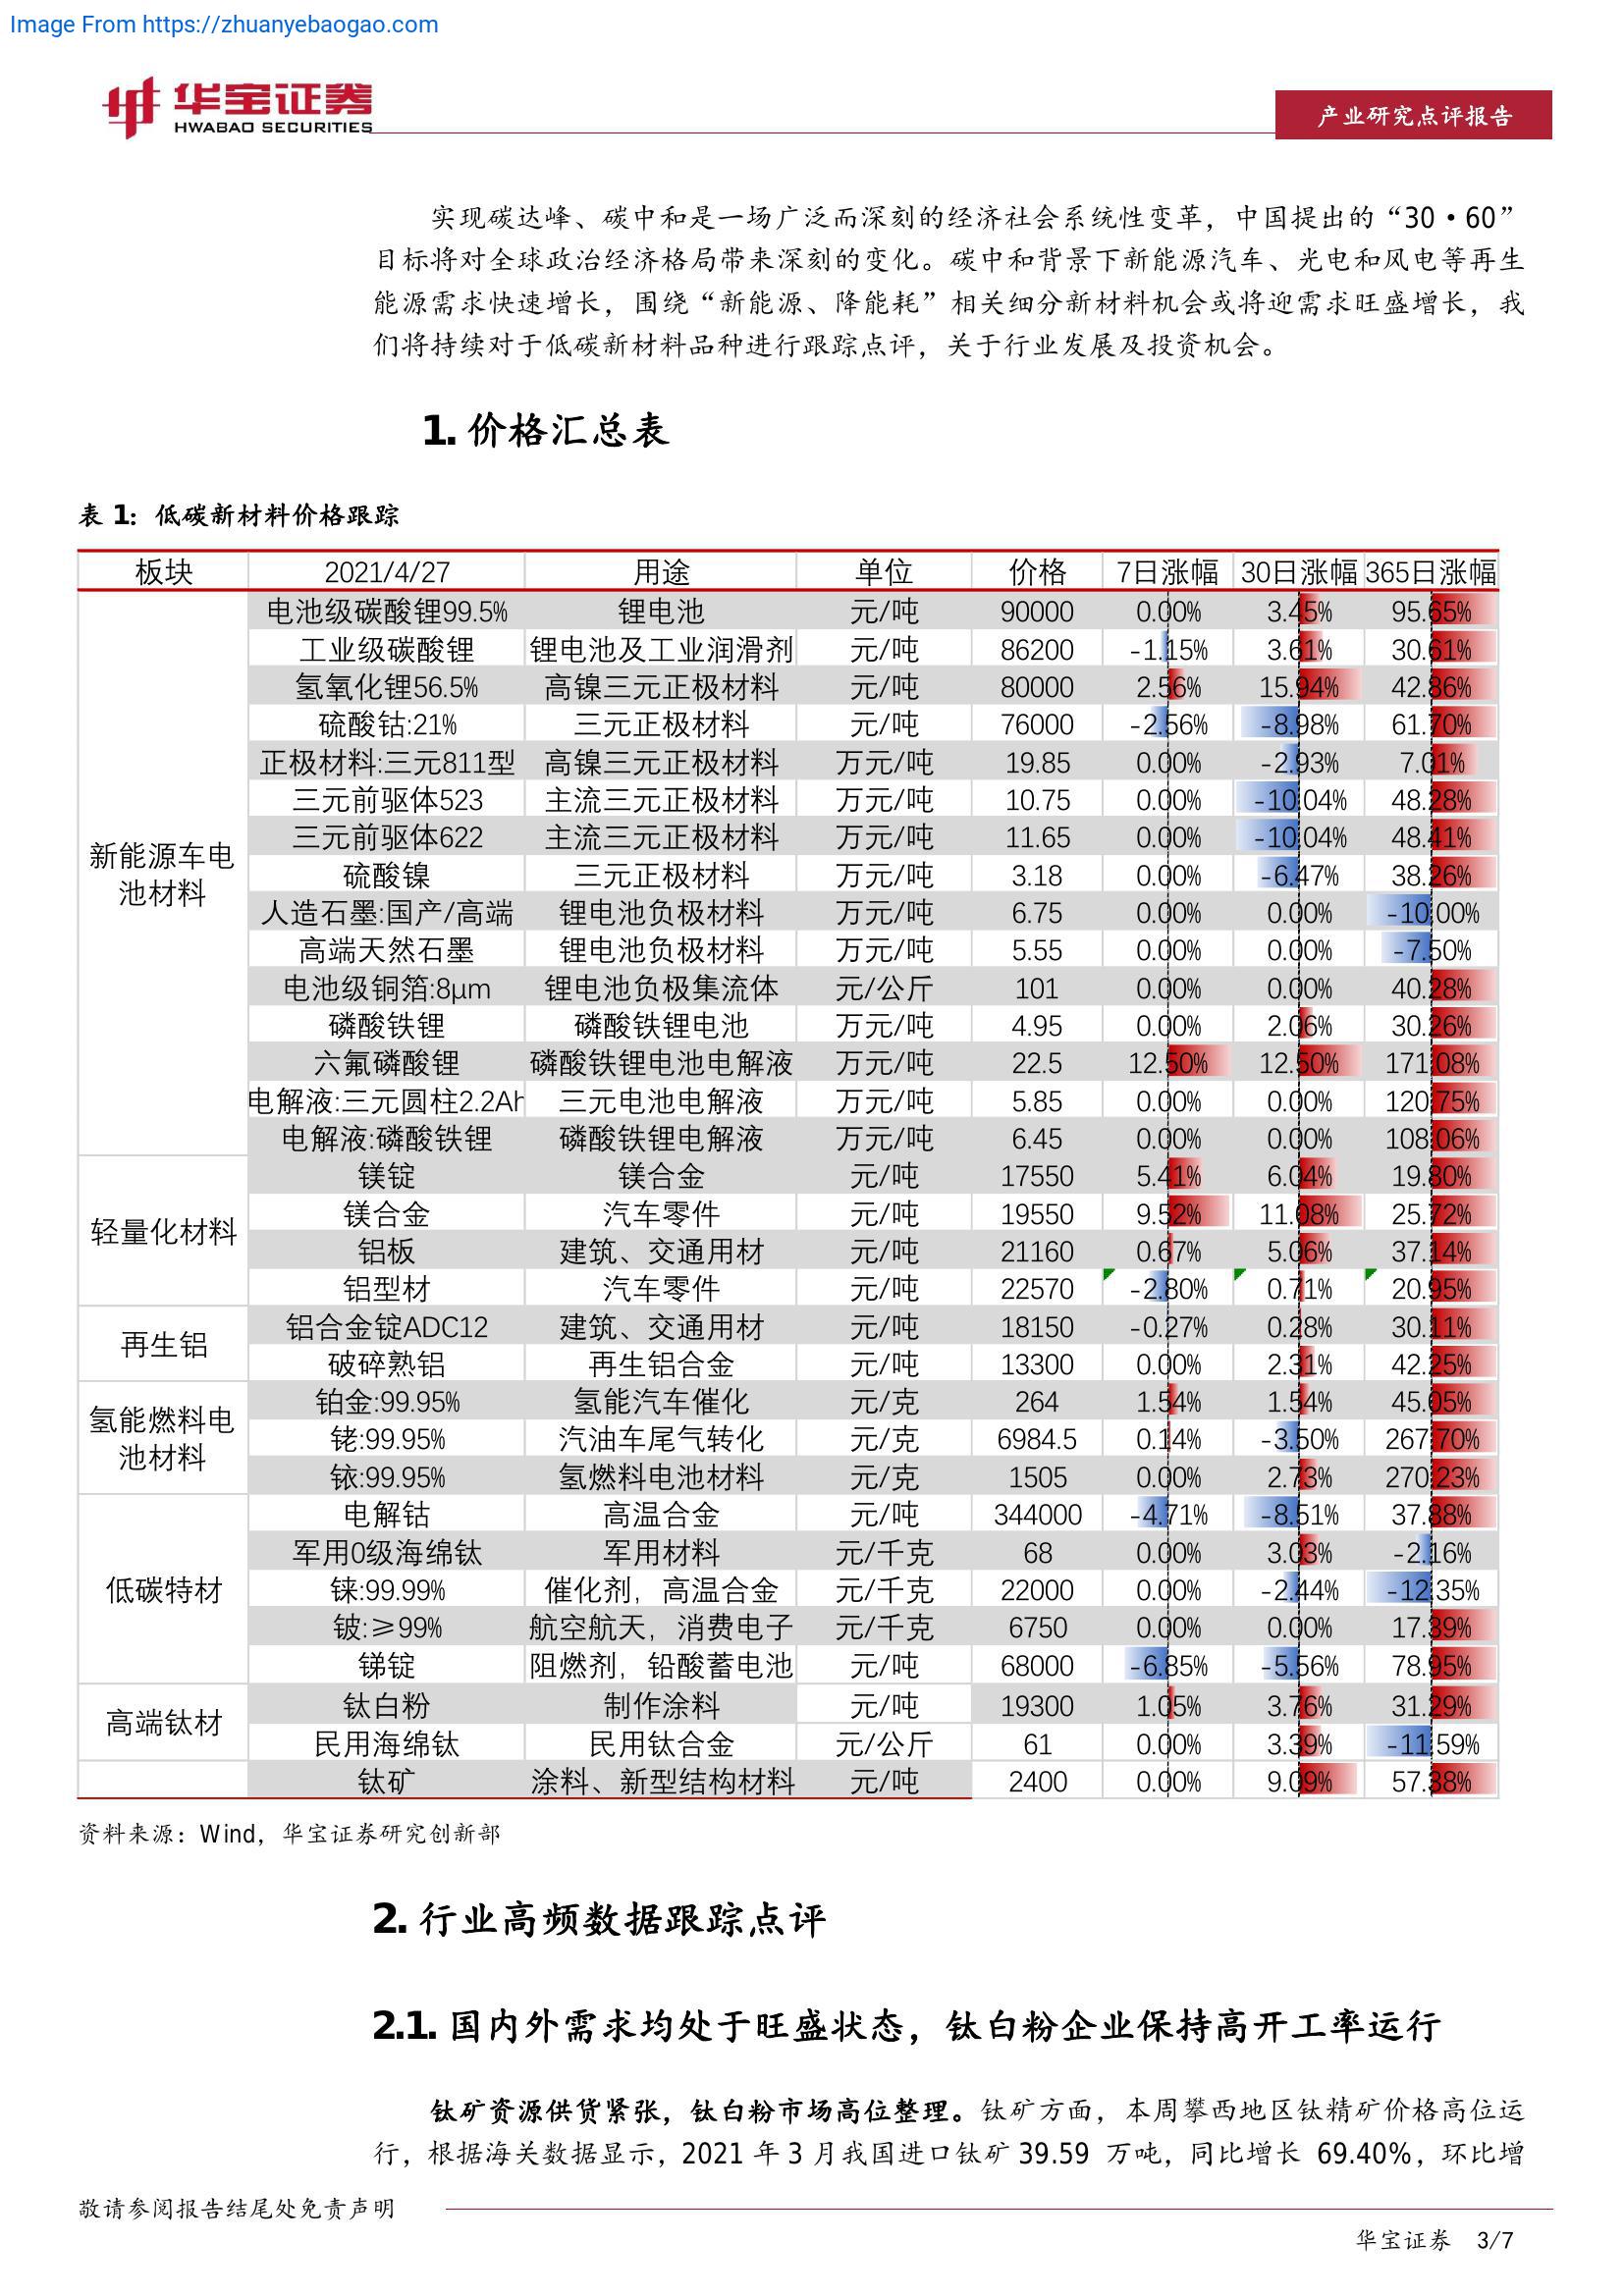 Image From https://zhuanyebaogao.com
华宝证券
HWABAO SECURITIES
产业研究点评报告
实现碳达峰、碳中和是一场广泛而深刻的经济社会系统性变革，中国提出的“30·60”
目标将对全球政治经济格局带来深刻的变化。碳中和背景下新能源汽车、光电和风电等再生
能源需求快速增长，围绕“新能源、降能耗”相关细分新材料机会或将迎需求旺盛增长，我
们将持续对于低碳新材料品种进行跟踪点评，关于行业发展及投资机会。
1. 价格汇总表
表 1：低碳新材料价格跟踪
板块 2021/4/27 用途 单位 价格 7日涨幅 30日涨幅 365日涨幅
新能源车电池材料
电池级碳酸锂99.5% 锂电池 元/吨 90000 0.00% 3.45% 95.65%
工业级碳酸锂 锂电池及工业润滑剂 元/吨 86200 -1.15% 3.61% 30.61%
氢氧化锂56.5% 高镍三元正极材料 元/吨 80000 2.56% 15.94% 42.86%
硫酸钴:21% 三元正极材料 元/吨 76000 -2.56% -8.98% 61.70%
正极材料:三元811型 高镍三元正极材料 万元/吨 19.85 0.00% -2.93% 7.01%
三元前驱体523 主流三元正极材料 万元/吨 10.75 0.00% -10.04% 48.28%
三元前驱体622 主流三元正极材料 万元/吨 11.65 0.00% -10.04% 48.41%
硫酸镍 三元正极材料 万元/吨 3.18 0.00% -6.47% 38.26%
人造石墨:国产/高端 锂电池负极材料 万元/吨 6.75 0.00% 0.00% -10.00%
高端天然石墨 锂电池负极材料 万元/吨 5.55 0.00% 0.00% -7.50%
电池级铜箔:8μm 锂电池负极集流体 元/公斤 101 0.00% 0.00% 40.28%
磷酸铁锂 磷酸铁锂电池 万元/吨 4.95 0.00% 2.06% 30.26%
六氟磷酸锂 磷酸铁锂电池电解液 万元/吨 22.5 12.50% 12.50% 171.08%
电解液:三元圆柱2.2Ah 三元电池电解液 万元/吨 5.85 0.00% 0.00% 120.75%
电解液:磷酸铁锂 磷酸铁锂电解液 万元/吨 6.45 0.00% 0.00% 108.06%
轻量化材料
镁锭 镁合金 元/吨 17550 5.41% 6.04% 19.80%
镁合金 汽车零件 元/吨 19550 9.52% 11.08% 25.72%
铝板 建筑、交通用材 元/吨 21160 0.67% 5.06% 37.14%
铝型材 汽车零件 元/吨 22570 -2.80% 0.71% 20.95%
再生铝
铝合金锭ADC12 建筑、交通用材 元/吨 18150 -0.27% 0.28% 30.11%
破碎熟铝 再生铝合金 元/吨 13300 0.00% 2.31% 42.25%
氢能燃料电池材料
铂金:99.95% 氢能汽车催化 元/克 264 1.54% 1.54% 45.05%
铑:99.95% 汽油车尾气转化 元/克 6984.5 0.14% -3.50% 267.70%
铱:99.95% 氢燃料电池材料 元/克 1505 0.00% 2.73% 270.23%
低碳特材
电解钴 高温合金 元/吨 344000 -4.71% -8.51% 37.88%
军用0级海绵钛 军用材料 元/千克 68 0.00% 3.03% -2.16%
铼:99.99% 催化剂，高温合金 元/千克 22000 0.00% -2.44% -12.35%
铍:≥99% 航空航天，消费电子 元/千克 6750 0.00% 0.00% 17.39%
锑锭 阻燃剂，铅酸蓄电池 元/吨 68000 -6.85% -5.56% 78.95%
高端钛材
钛白粉 制作涂料 元/吨 19300 1.05% 3.76% 31.29%
民用海绵钛 民用钛合金 元/公斤 61 0.00% 3.39% -11.59%
钛矿 涂料、新型结构材料 元/吨 2400 0.00% 9.09% 57.38%
资料来源：Wind，华宝证券研究创新部
2. 行业高频数据跟踪点评
2.1. 国内外需求均处于旺盛状态，钛白粉企业保持高开工率运行
钛矿资源供货紧张，钛白粉市场高位整理。钛矿方面，本周攀西地区钛精矿价格高位运
行，根据海关数据显示，2021 年 3 月我国进口钛矿 39.59 万吨，同比增长 69.40%，环比增
敬请参阅报告结尾处免责声明
华宝证券 3/7